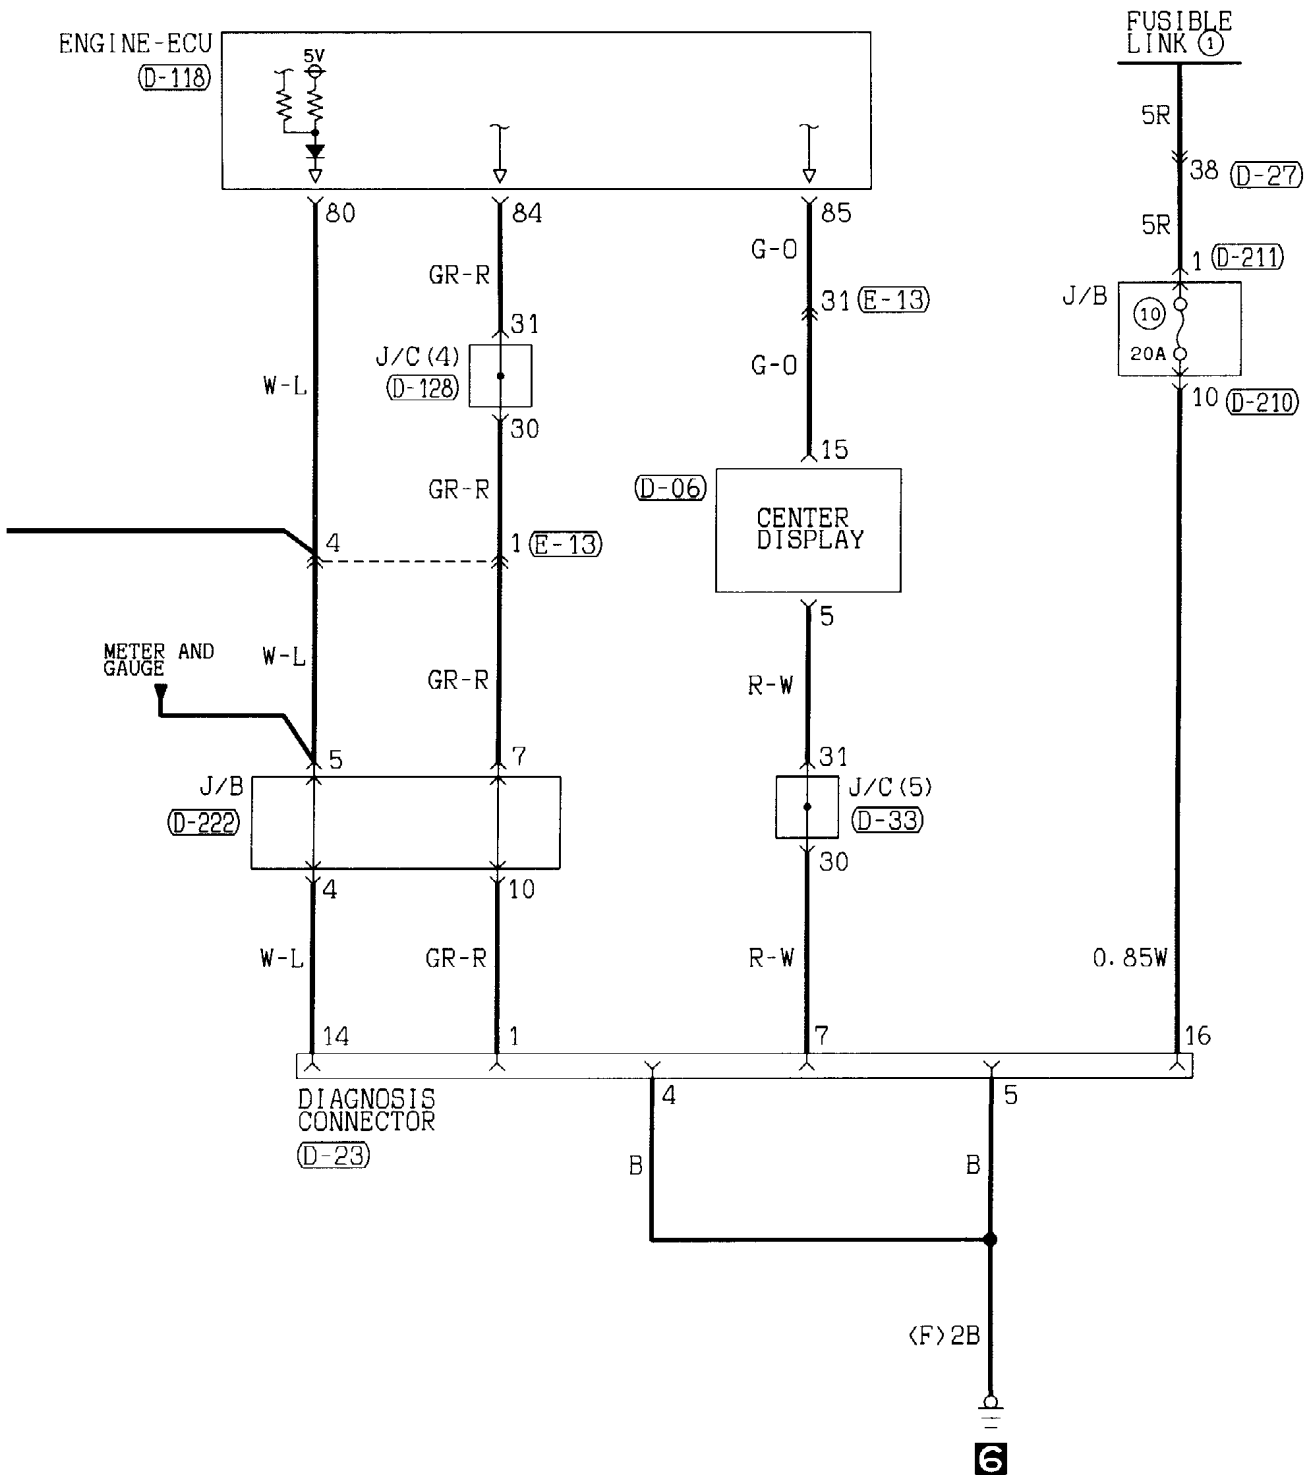 FUSIBLE
LINK ①
ENGINE-ECU
D-118
5V
5R
38 D-27
80
84
85
5R
G-O
1 D-211
GR-R
J/B
31 E-13
⑩
31
J/C(4)
20A
G-O
W-L
D-128
10 D-210
30
15
D-06
GR-R
CENTER
DISPLAY
4
1 E-13
5
METER AND
GAUGE
W-L
GR-R
R-W
5
7
31
J/B
J/C(5)
D-222
D-33
30
4
10
W-L
GR-R
R-W
0.85W
14
1
7
16
4
5
DIAGNOSIS
CONNECTOR
D-23
B
B
〈F〉2B
6